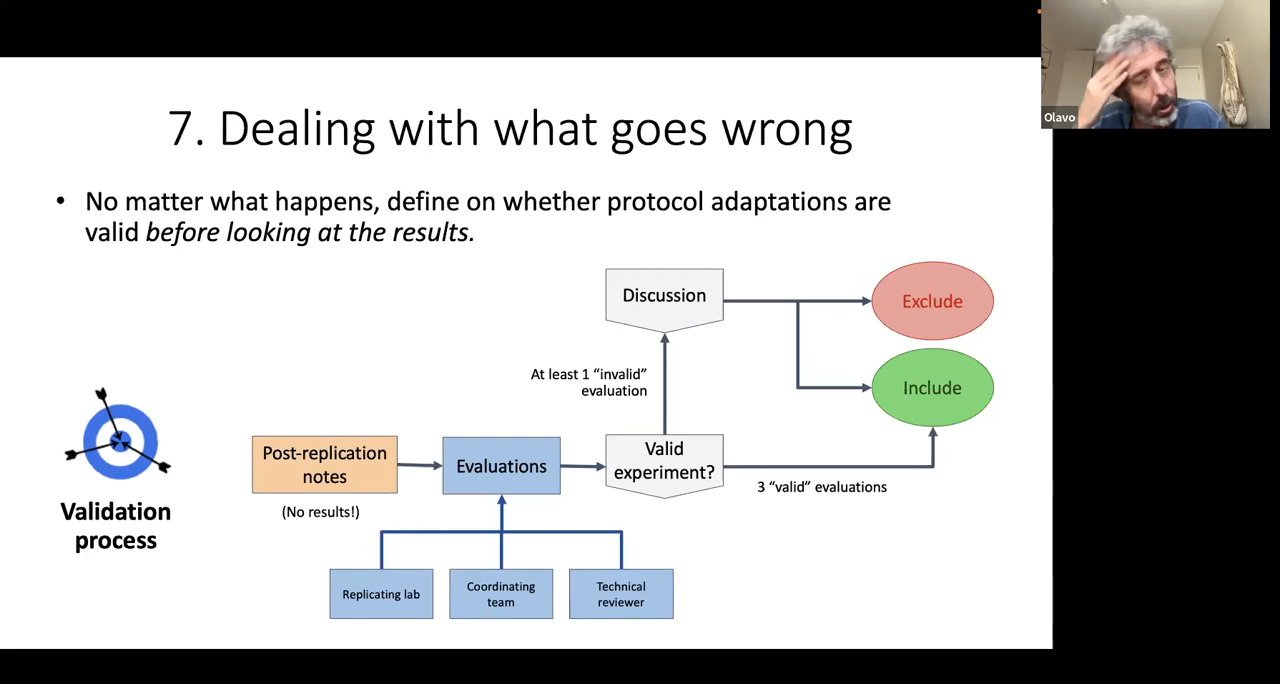 Olavo
7. Dealing with what goes wrong
• No matter what happens, define on whether protocol adaptations are
valid before looking at the results.
Discussion
Exclude
Include
At least 1 “invalid”
evaluation
Post-replication
notes
(No results!)
Evaluations
Valid
experiment?
3 “valid” evaluations
Validation
process
Replicating lab
Coordinating
team
Technical
reviewer